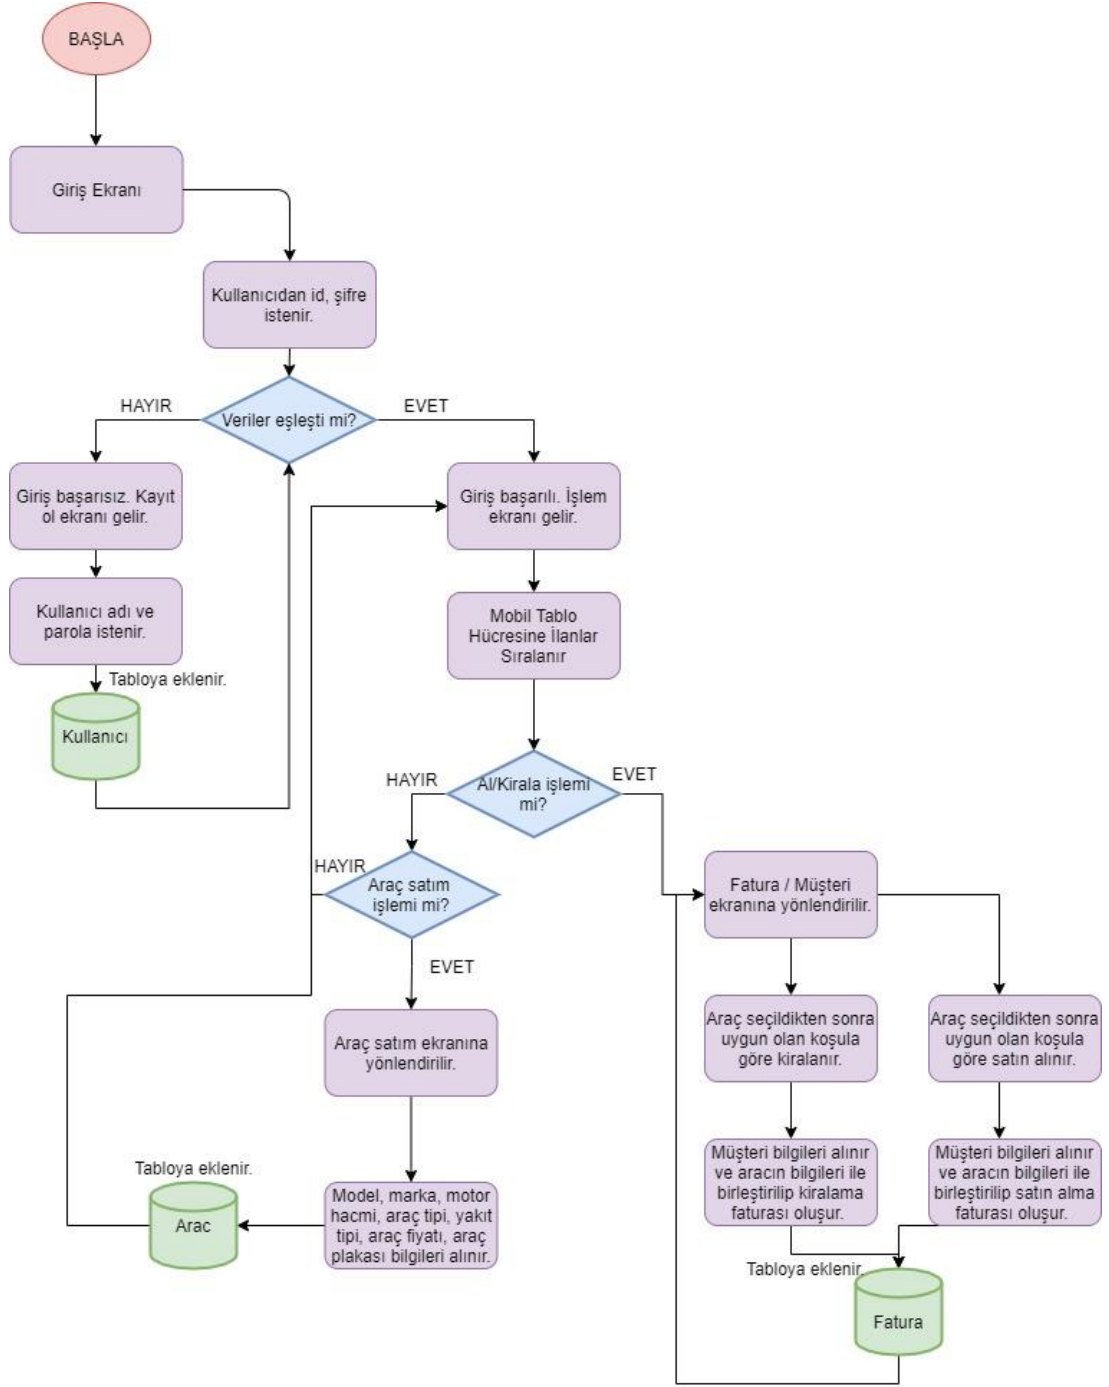 BAŞLA
Giriş Ekranı
Kullanıcıdan id, şifre
istenir.
HAYIR
Veriler eşleşti mi?
EVET
Giriş başarısız. Kayıt
ol ekranı gelir.
Giriş başarılı. İşlem
ekranı gelir.
Kullanıcı adı ve
parola istenir.
Mobil Tablo
Hücresine İlanlar
Sıralanır
Tabloya eklenir.
Kullanıcı
HAYIR
Al/Kirala işlemi
mi?
EVET
HAYIR
Araç satım
işlemi mi?
Fatura / Müşteri
ekranına yönlendirilir.
EVET
Araç satım ekranına
yönlendirilir.
Araç seçildikten sonra
uygun olan koşula
göre kiralanır.
Araç seçildikten sonra
uygun olan koşula
göre satın alınır.
Tabloya eklenir.
Arac
Model, marka, motor
hacmi, araç tipi, yakıt
tipi, araç fiyatı, araç
plakası bilgileri alınır.
Müşteri bilgileri alınır
ve aracın bilgileri ile
birleştirilip kiralama
faturası oluşur.
Müşteri bilgileri alınır
ve aracın bilgileri ile
birleştirilip satın alma
faturası oluşur.
Tabloya eklenir.
Fatura